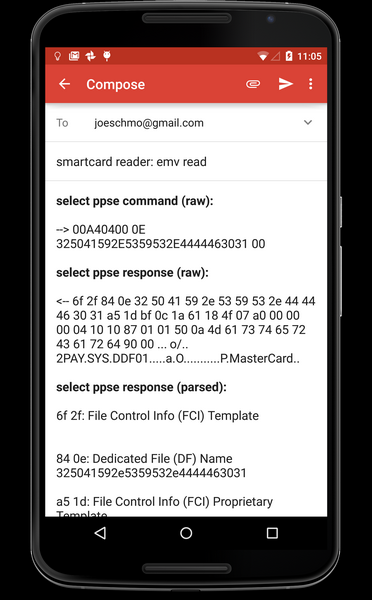 11:05
Compose
To joeschmo@gmail.com
smartcard reader: emv read
select ppse command (raw):
--> 00A40400 0E
325041592E5359532E4444463031 00
select ppse response (raw):
<-- 6f 2f 84 0e 32 50 41 59 2e 53 59 53 2e 44 44
46 30 31 a5 1d bf 0c 1a 61 18 4f 07 a0 00 00
00 04 10 10 87 01 01 50 0a 4d 61 73 74 65 72
43 61 72 64 90 00 ... o/..
2PAY.SYS.DDF01.....a.O...........P.MasterCard..
select ppse response (parsed):
6f 2f: File Control Info (FCI) Template
84 0e: Dedicated File (DF) Name
325041592e5359532e4444463031
a5 1d: File Control Info (FCI) Proprietary
Template